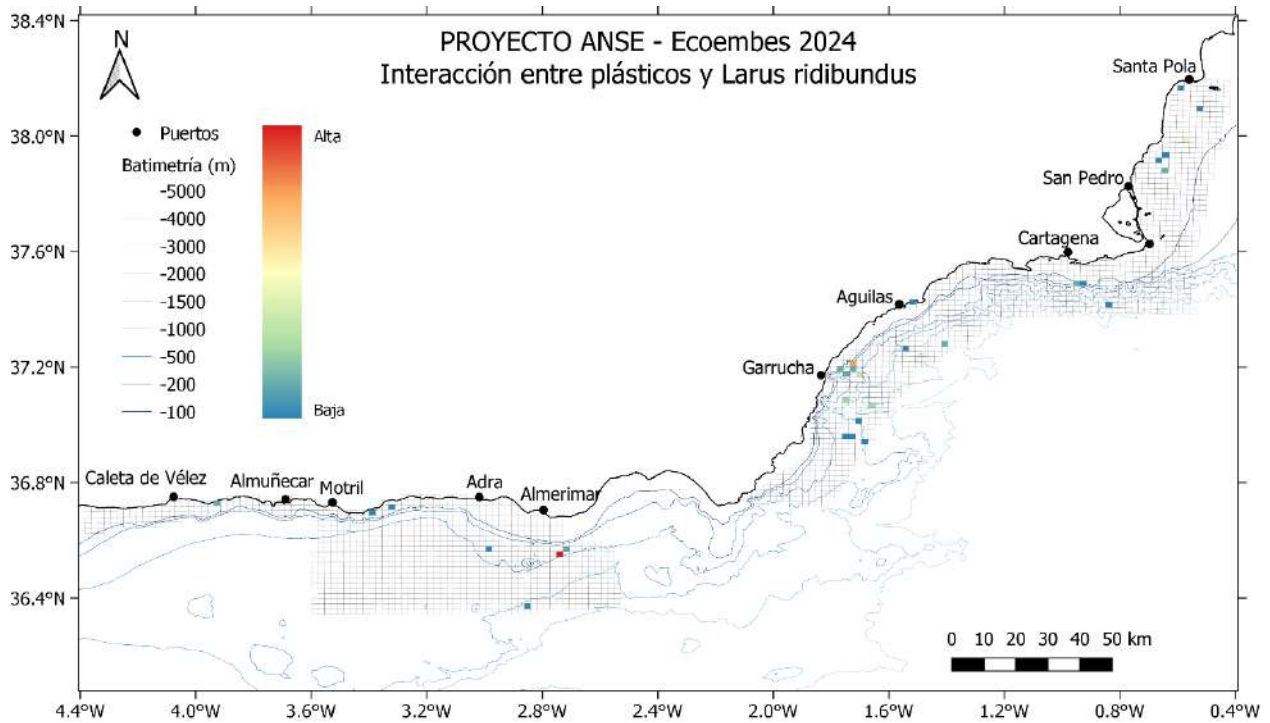 PROYECTO ANSE - Ecoembes 2024
Interacción entre plásticos y Larus ridibundus
N
Puertos
Batimetría (m)
-5000
-4000
-3000
-2000
-1500
-1000
-500
-200
-100
Alta
Baja
Santa Pola
San Pedro
Cartagena
Aguilas
Garrucha
Caleta de Vélez
Almuñecar
Motril
Adra
Almerimar
0 10 20 30 40 50 km
38.4°N
38.0°N
37.6°N
37.2°N
36.8°N
36.4°N
4.4°W 4.0°W 3.6°W 3.2°W 2.8°W 2.4°W 2.0°W 1.6°W 1.2°W 0.8°W 0.4°W